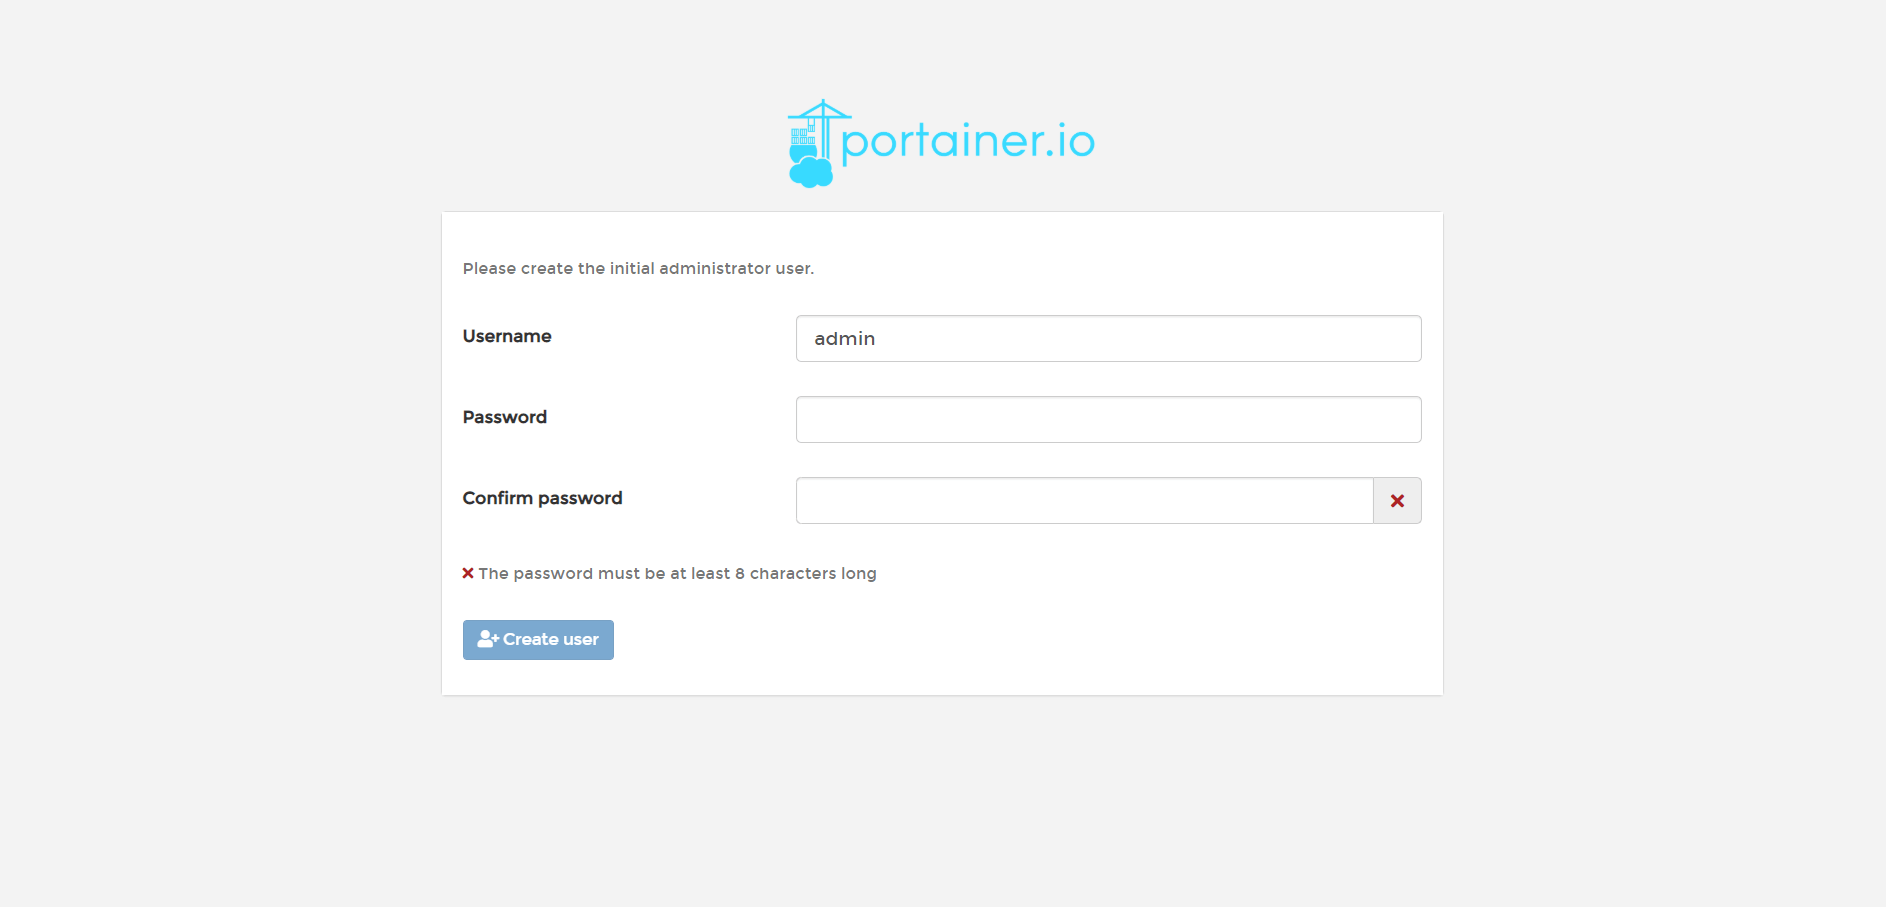 portainer.io
Please create the initial administrator user.
Username
admin
Password
Confirm password
The password must be at least 8 characters long
Create user